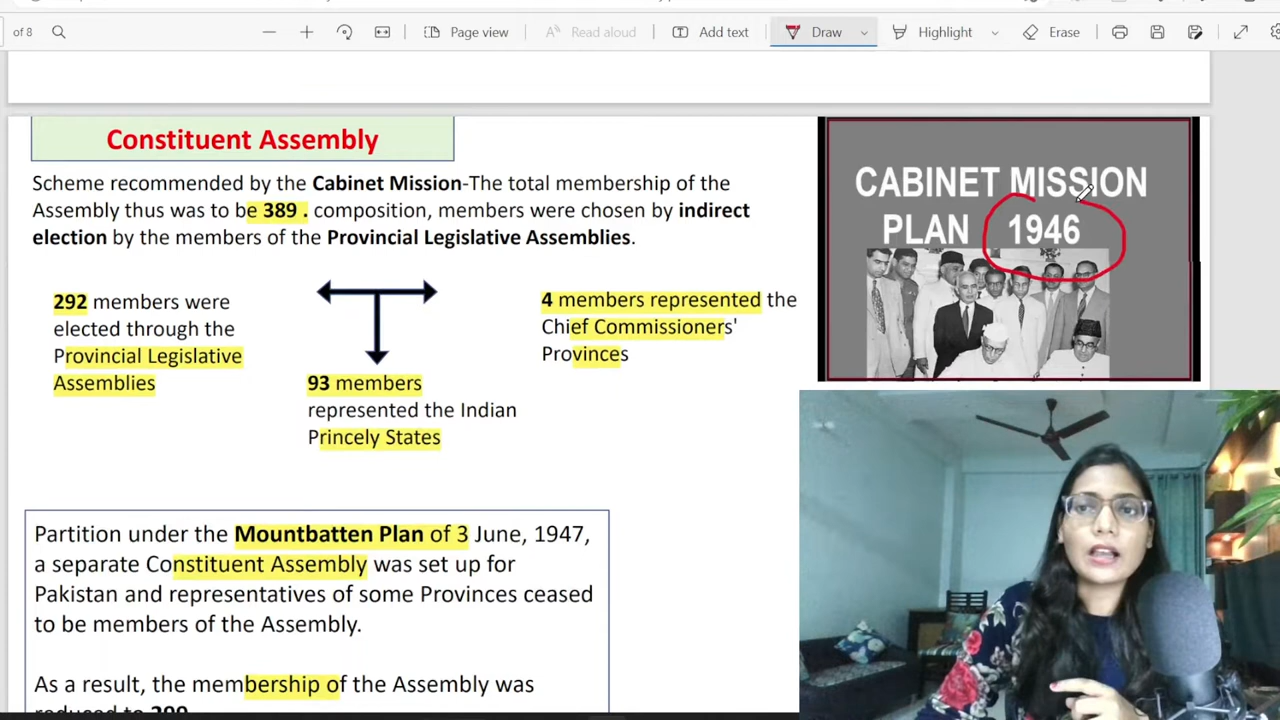 of 8
Page view
Read aloud
Add text
Draw
Highlight
Erase
Constituent Assembly
Scheme recommended by the Cabinet Mission-The total membership of the
Assembly thus was to be 389 . composition, members were chosen by indirect
election by the members of the Provincial Legislative Assemblies.
292 members were
elected through the
Provincial Legislative
Assemblies
93 members
represented the Indian
Princely States
4 members represented the
Chief Commissioners'
Provinces
CABINET MISSION
PLAN 1946
Partition under the Mountbatten Plan of 3 June, 1947,
a separate Constituent Assembly was set up for
Pakistan and representatives of some Provinces ceased
to be members of the Assembly.
As a result, the membership of the Assembly was
reduced to 299